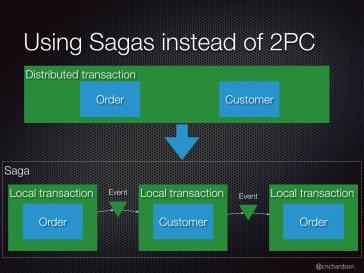 Using Sagas instead of 2PC
Distributed transaction
Order Customer
Saga
Local transaction Event Local transaction Event Local transaction
Order Customer Order
@crichardson